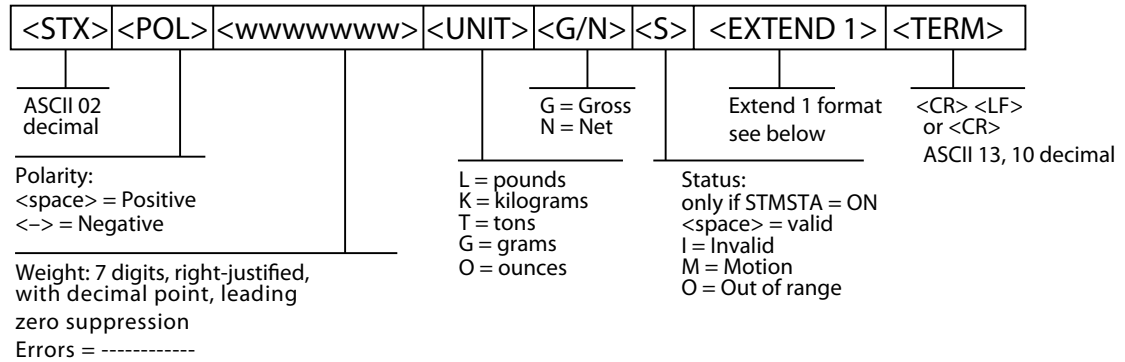 <STX> <POL> <wwwwwww> <UNIT> <G/N> <S> <EXTEND 1> <TERM>
ASCII 02
decimal
Polarity:
<space> = Positive
<–> = Negative
Weight: 7 digits, right-justified,
with decimal point, leading
zero suppression
Errors = ------------
L = pounds
K = kilograms
T = tons
G = grams
O = ounces
G = Gross
N = Net
Status:
only if STMSTA = ON
<space> = valid
I = Invalid
M = Motion
O = Out of range
Extend 1 format
see below
<CR> <LF>
or <CR>
ASCII 13, 10 decimal